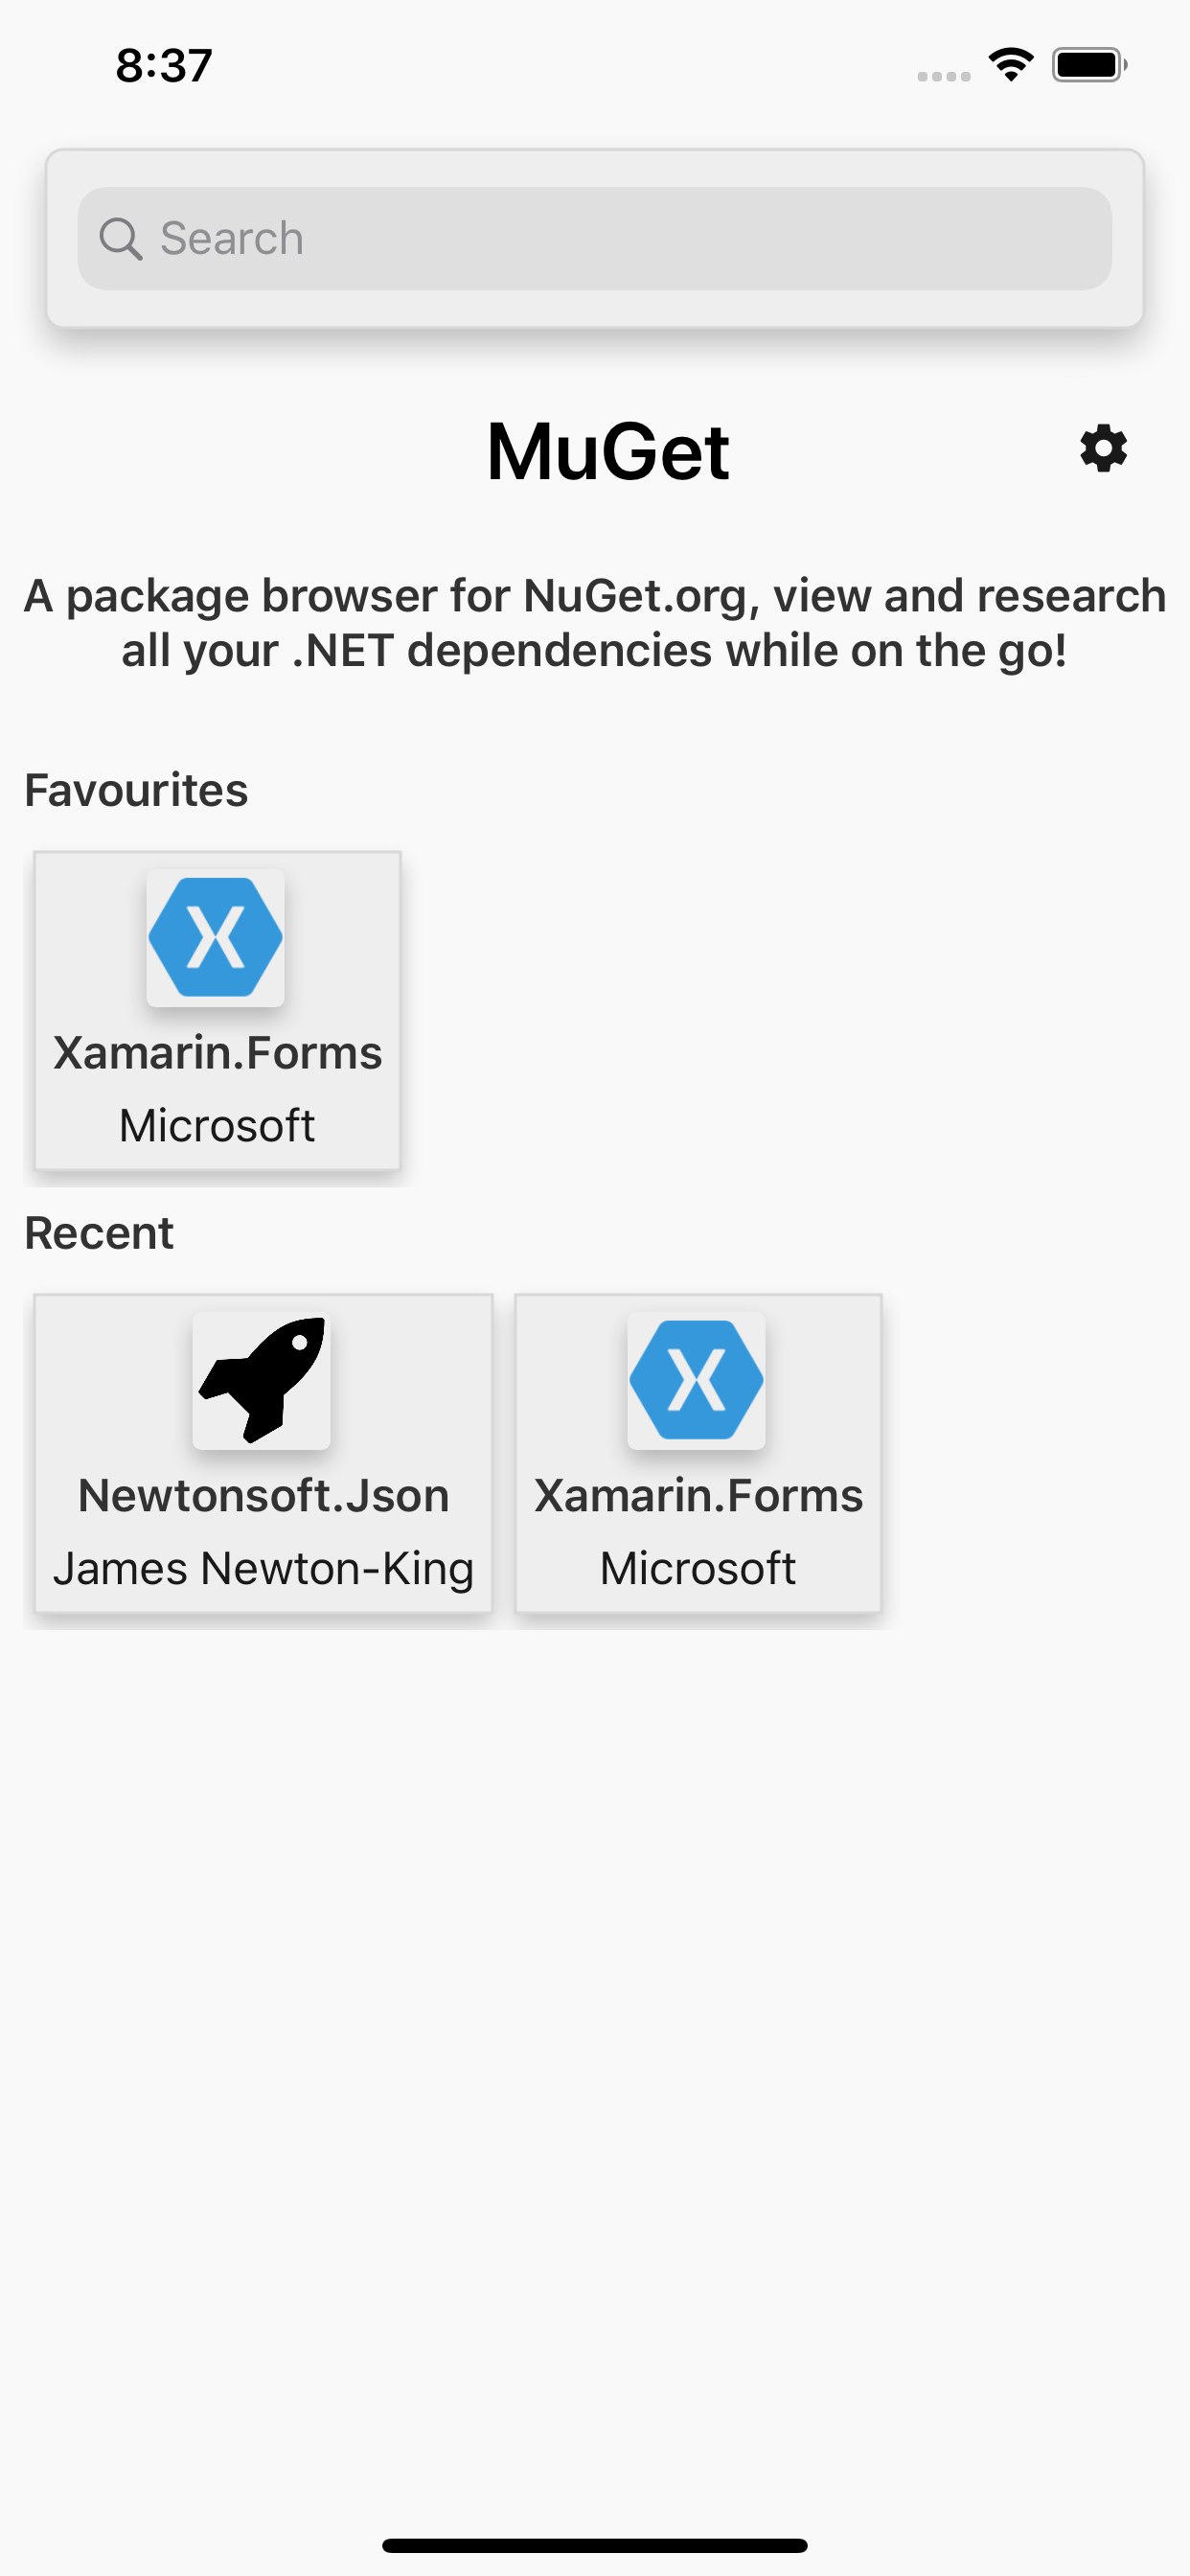 8:37
Search
MuGet
A package browser for NuGet.org, view and research
all your .NET dependencies while on the go!
Favourites
Xamarin.Forms
Microsoft
Recent
Newtonsoft.Json
James Newton-King
Xamarin.Forms
Microsoft